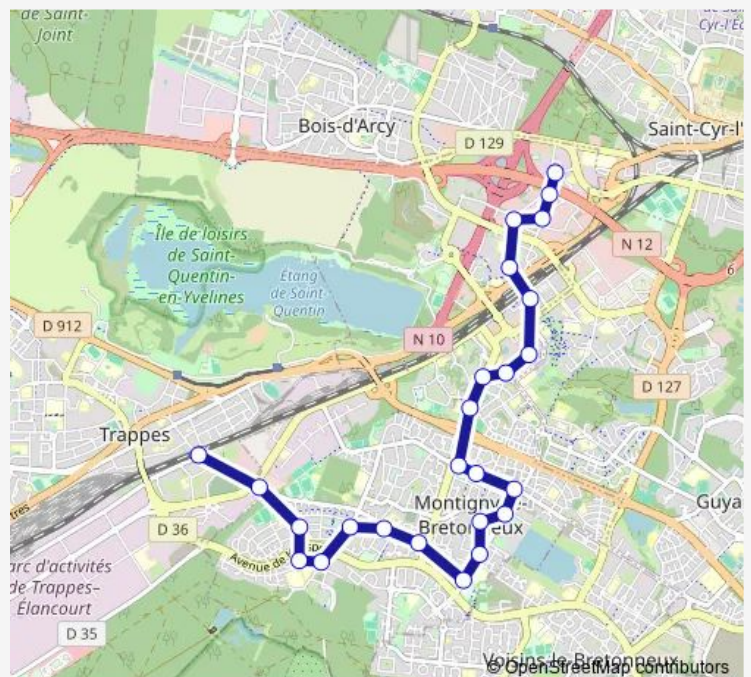 de Saint-
Joint
Cyr-l'Éc
Bois-d'Arcy
D 129
Saint-Cyr-l'
Île de loisirs
de Saint-
Quentin-
en-Yvelines
Étang
de Saint-
Quentin
N 12
6
D 912
N 10
D 127
Trappes
Montigny
Bretonneux
Guya
D 36
Avenue de
arc d'activités
de Trappes–
Élancourt
D 35
Voisins-le-Bretonneux
© OpenStreetMap contributors